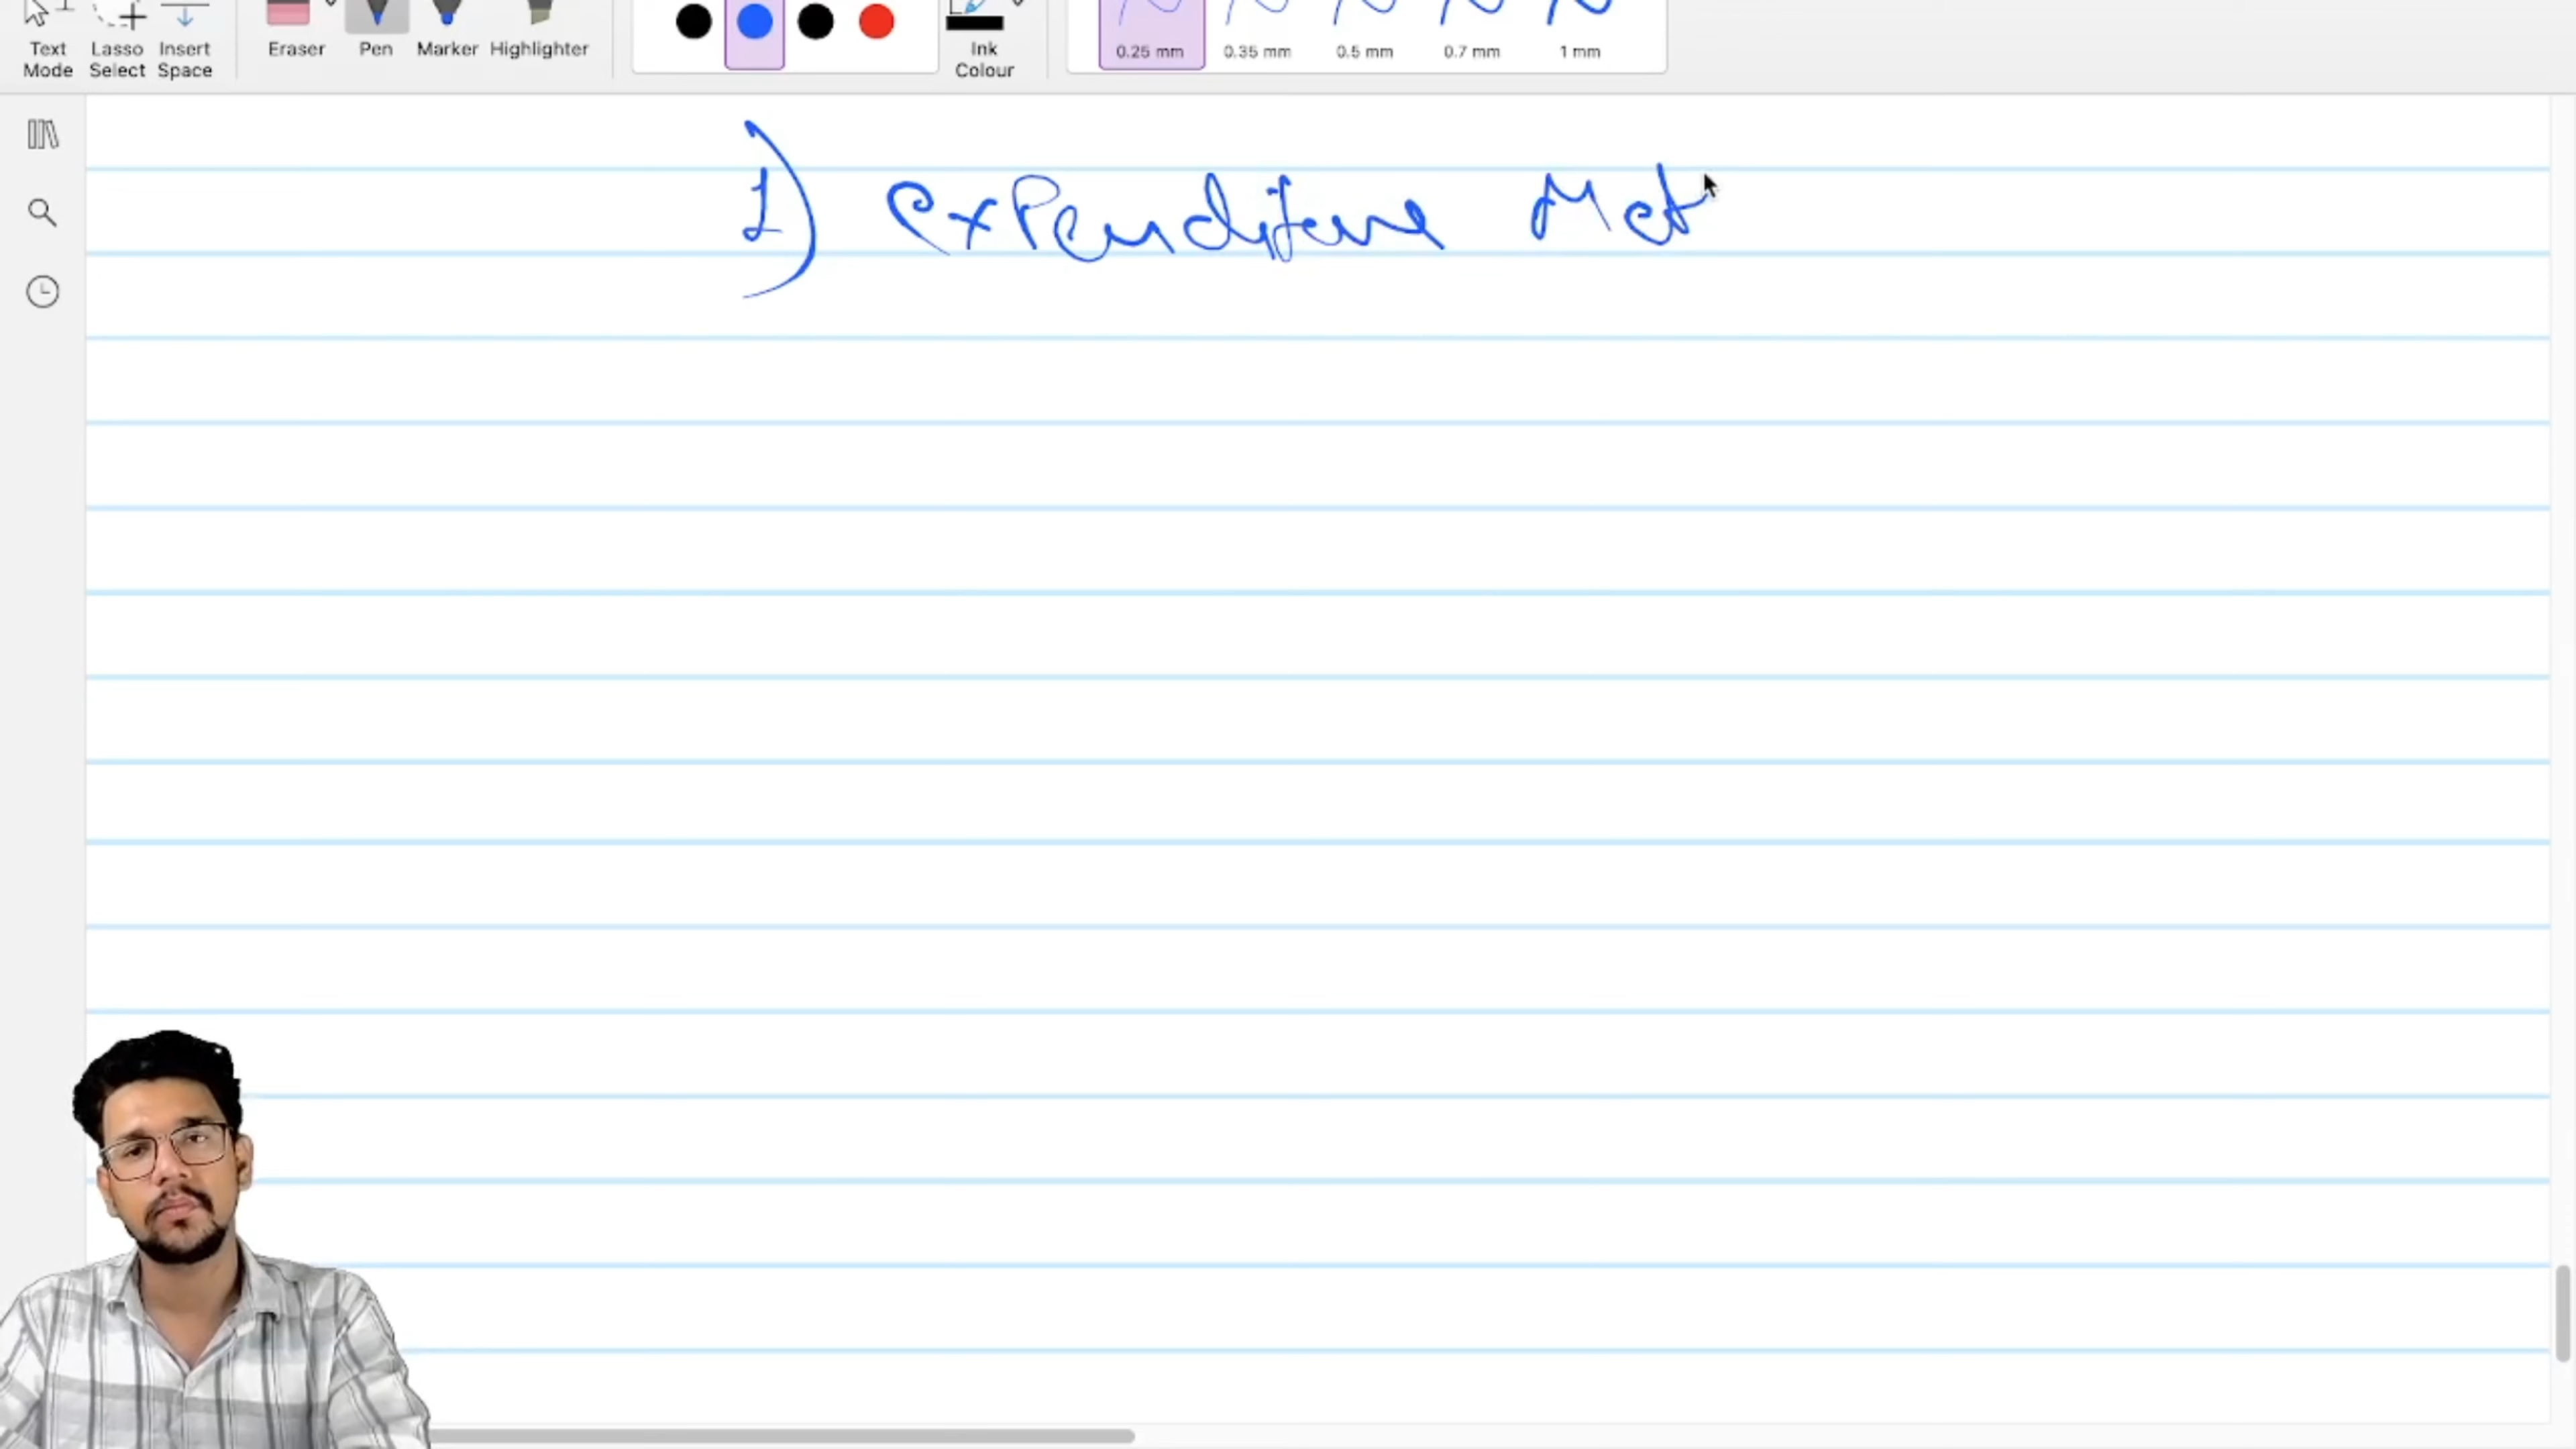 Text Mode
Lasso Select
Insert Space
Eraser
Pen
Marker
Highlighter
Ink Colour
0.25 mm
0.35 mm
0.5 mm
0.7 mm
1 mm
1) expenditure Met